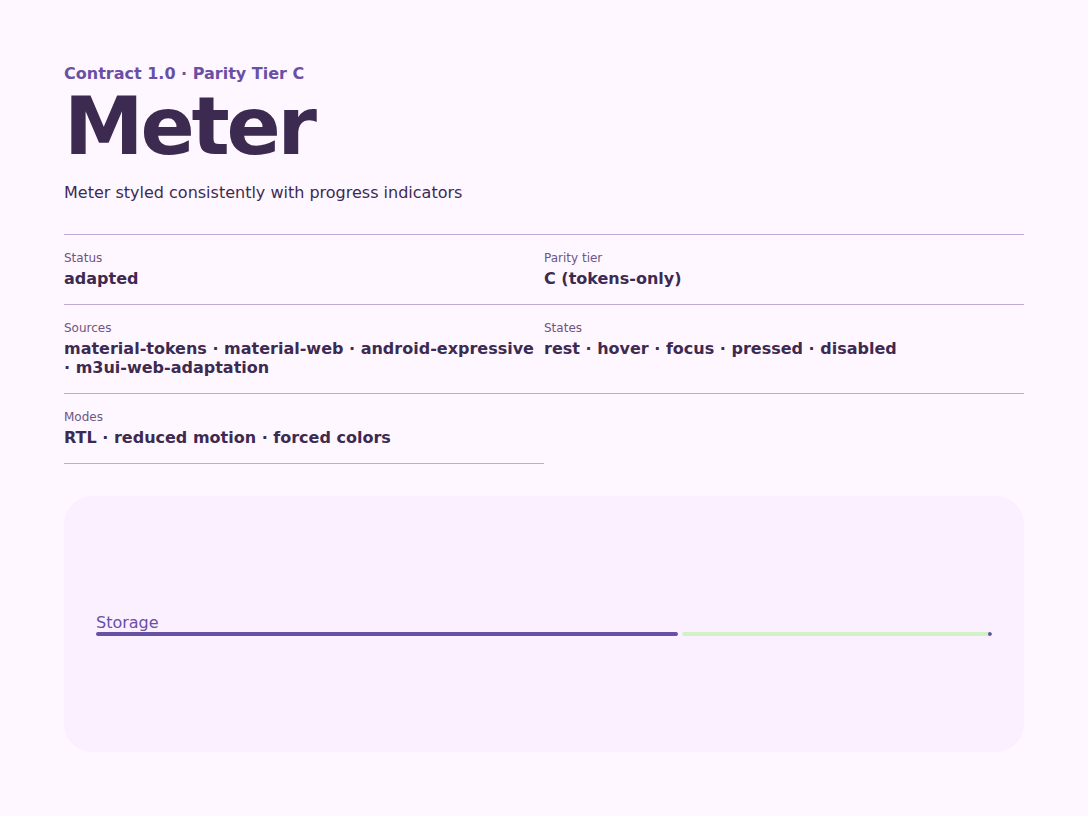 Contract 1.0 · Parity Tier C
Meter
Meter styled consistently with progress indicators
Status
adapted
Parity tier
C (tokens-only)
Sources
material-tokens · material-web · android-expressive
· m3ui-web-adaptation
States
rest · hover · focus · pressed · disabled
Modes
RTL · reduced motion · forced colors
Storage